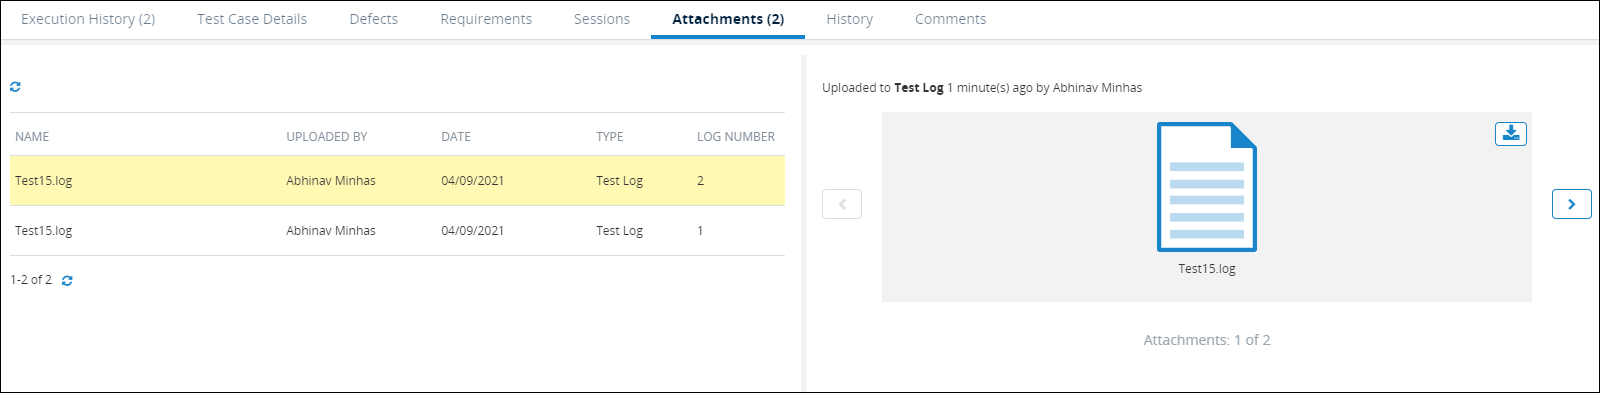 Execution History (2) Test Case Details Defects Requirements Sessions Attachments (2) History Comments
Uploaded to Test Log 1 minute(s) ago by Abhinav Minhas
NAME UPLOADED BY DATE TYPE LOG NUMBER
Test15.log Abhinav Minhas 04/09/2021 Test Log 2
Test15.log Abhinav Minhas 04/09/2021 Test Log 1
1-2 of 2
Test15.log
Attachments: 1 of 2